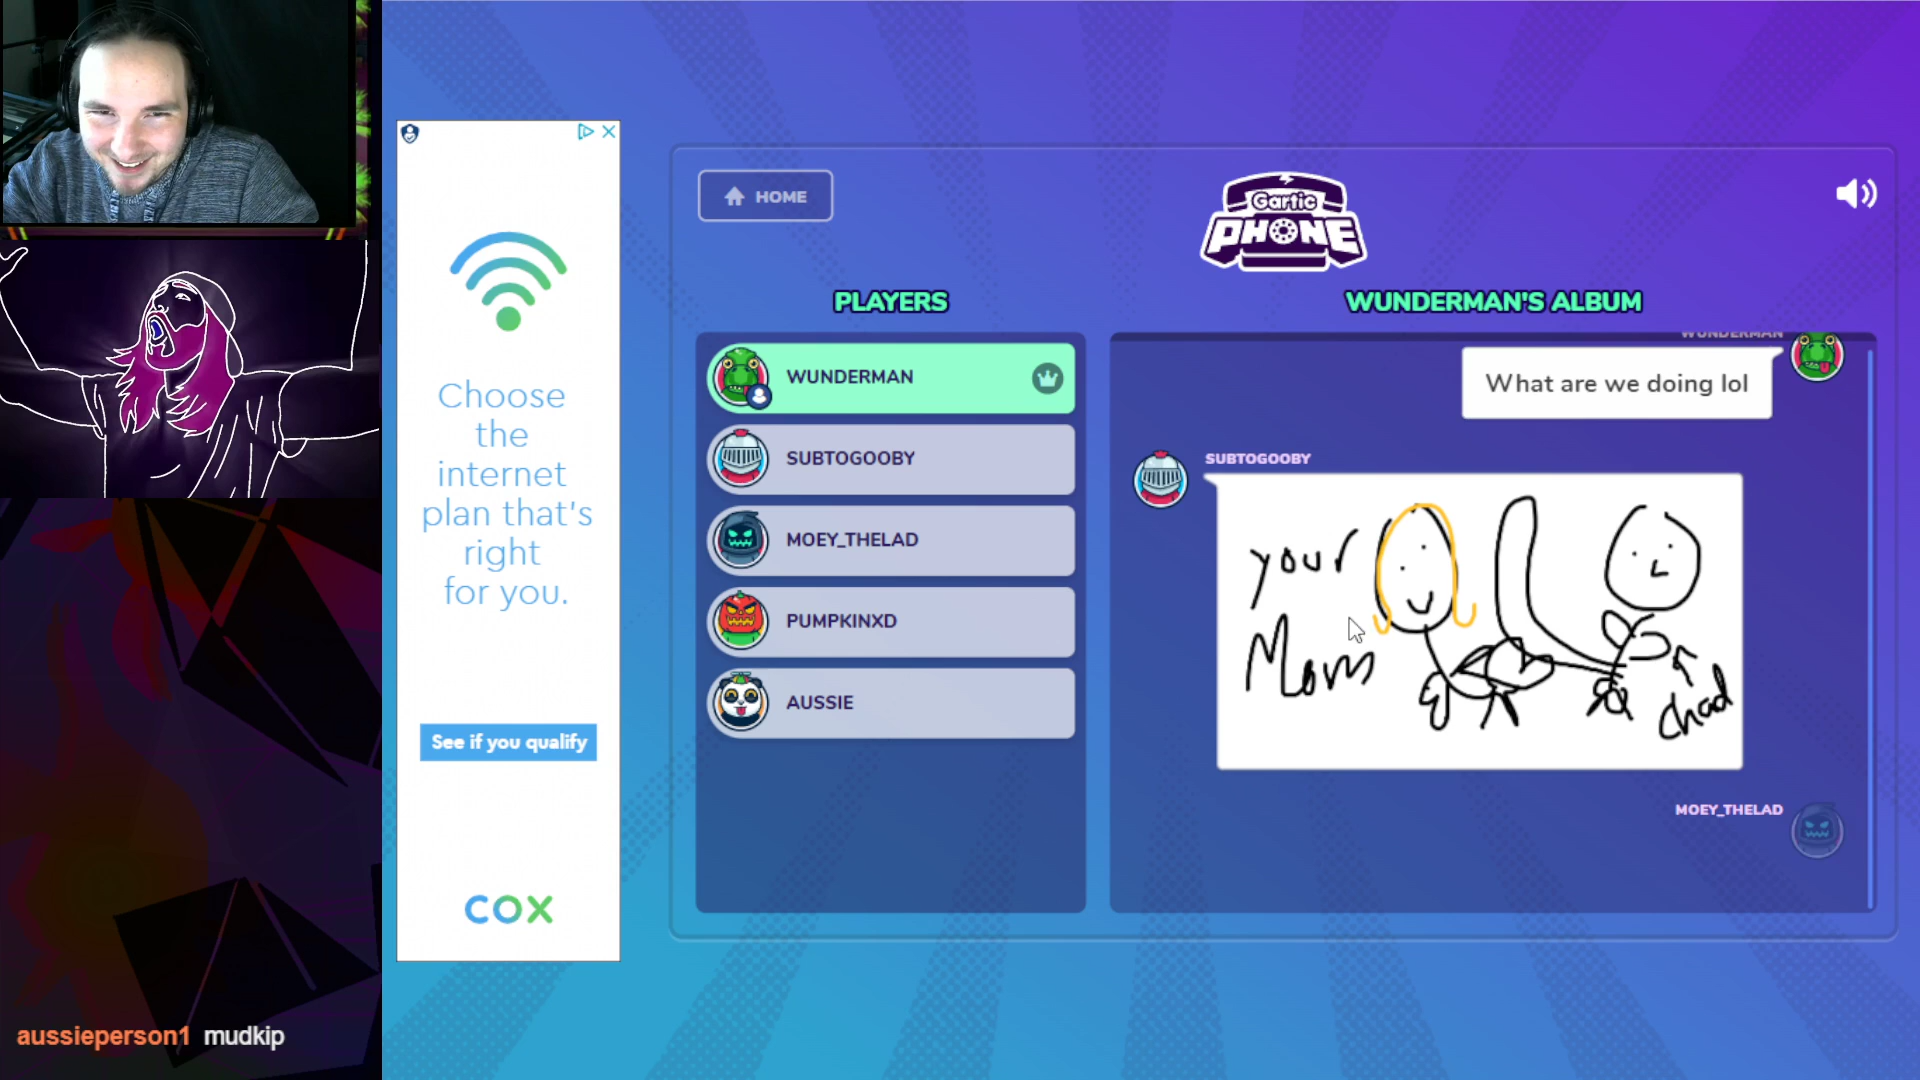 HOME
Gartic
PHONE
PLAYERS
WUNDERMAN'S ALBUM
WUNDERMAN
SUBTOGOOBY
MOEY_THELAD
PUMPKINXD
AUSSIE
WUNDERMAN
What are we doing lol
SUBTOGOOBY
your
Mom
chad
MOEY_THELAD
Choose
the
internet
plan that's
right
for you.
See if you qualify
COX
aussieperson1 mudkip